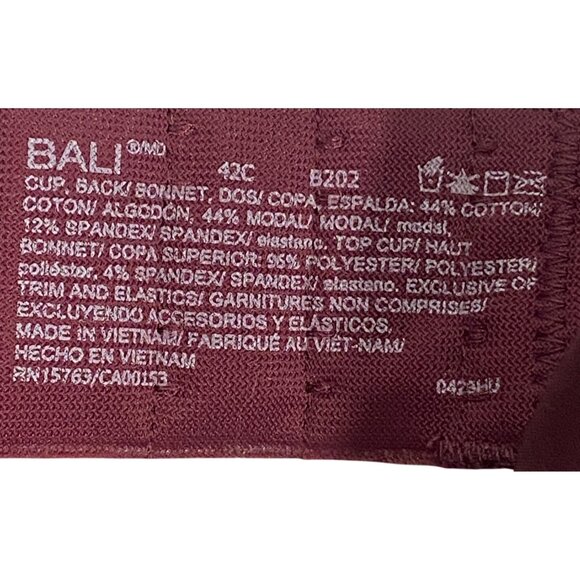 BALI ®/MD 42C B202
CUP, BACK/ BONNET, DOS/ COPA, ESPALDA: 44% COTTON/
COTON/ ALGODÓN, 44% MODAL/ MODAL/ modal,
12% SPANDEX/ SPANDEX/ elastano, TOP CUP/ HAUT
BONNET/ COPA SUPERIOR: 96% POLYESTER/ POLYESTER/
poliéster, 4% SPANDEX/ SPANDEX/ elastano, EXCLUSIVE OF
TRIM AND ELASTICS/ GARNITURES NON COMPRISES/
EXCLUYENDO ACCESORIOS Y ELÁSTICOS.
MADE IN VIETNAM/ FABRIQUÉ AU VIÊT-NAM/
HECHO EN VIETNAM
RN15763/CA00153 0423HU